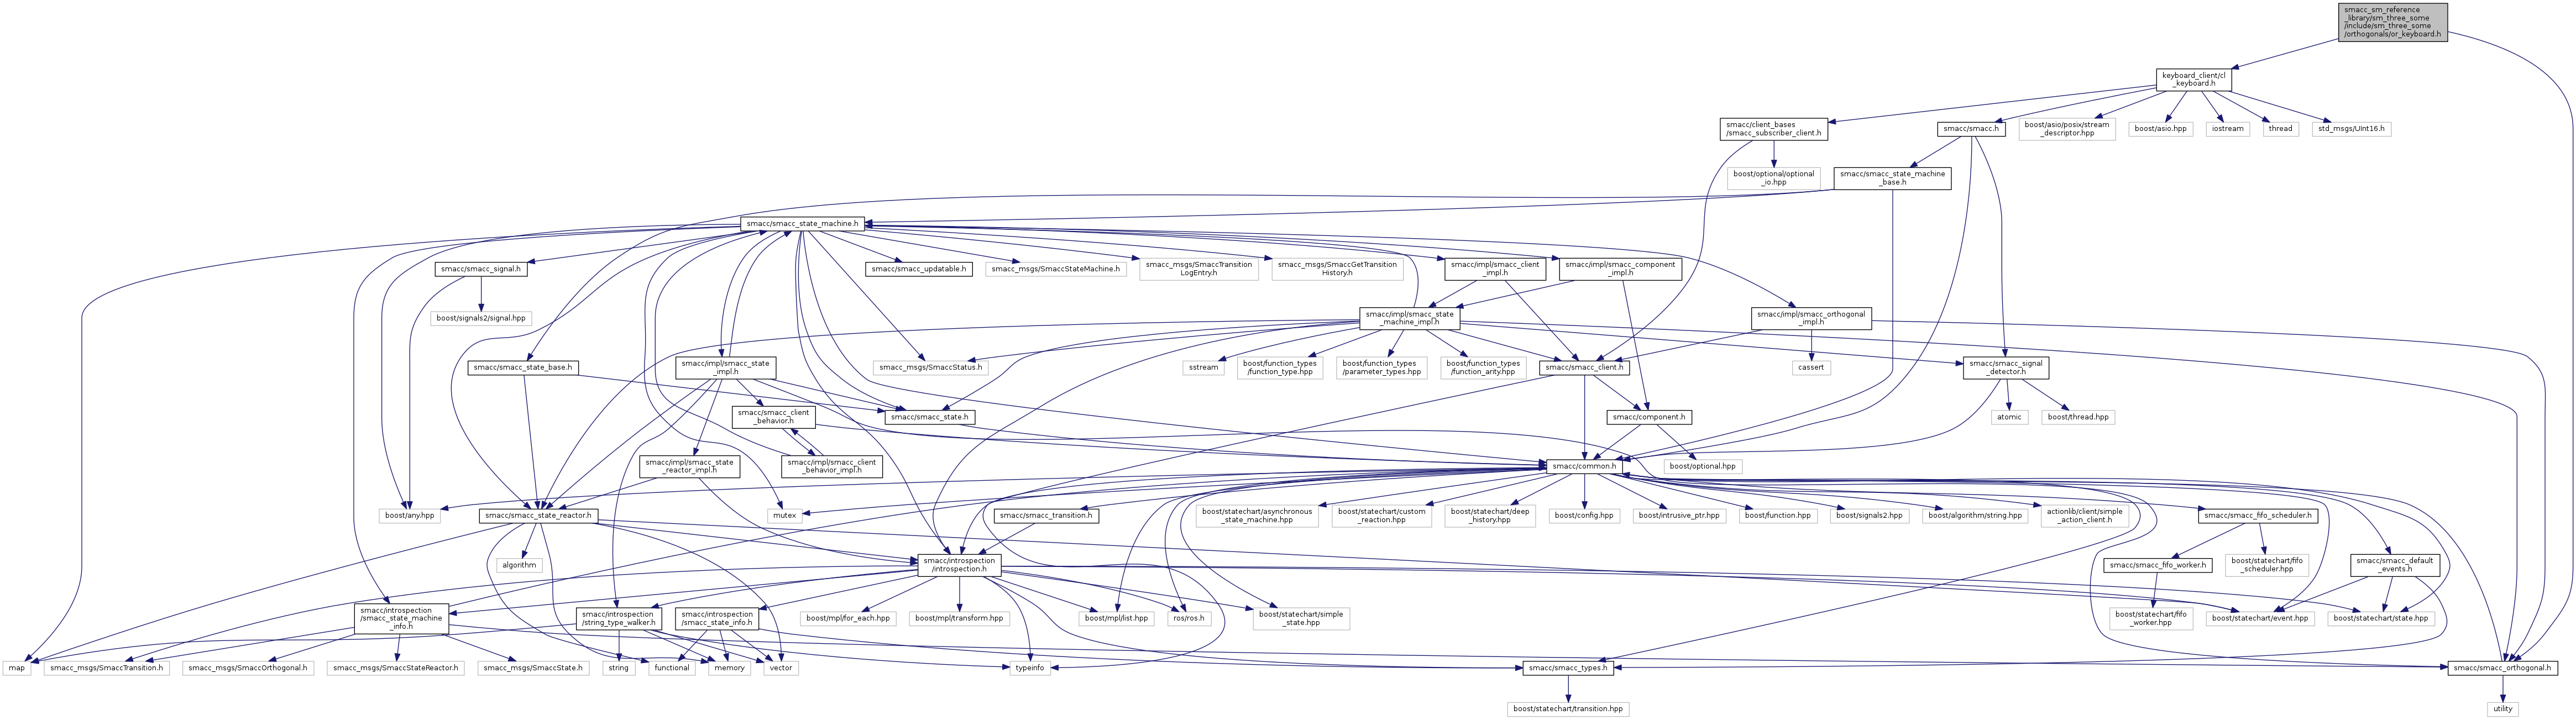 smacc_sm_reference
_library/sm_three_some
/include/sm_three_some
/orthogonals/or_keyboard.h
keyboard_client/cl
_keyboard.h
smacc/client_bases
/smacc_subscriber_client.h
smacc/smacc.h
boost/asio/posix/stream
_descriptor.hpp
boost/asio.hpp
iostream
thread
std_msgs/UInt16.h
boost/optional/optional
_io.hpp
smacc/smacc_state_machine
_base.h
smacc/smacc_state_machine.h
smacc/smacc_signal.h
smacc/smacc_updatable.h
smacc_msgs/SmaccStateMachine.h
smacc_msgs/SmaccTransition
LogEntry.h
smacc_msgs/SmaccGetTransition
History.h
smacc/impl/smacc_client
_impl.h
smacc/impl/smacc_component
_impl.h
boost/signals2/signal.hpp
smacc/impl/smacc_state
_machine_impl.h
smacc/impl/smacc_orthogonal
_impl.h
smacc/smacc_state_base.h
smacc/impl/smacc_state
_impl.h
smacc_msgs/SmaccStatus.h
sstream
boost/function_types
/function_type.hpp
boost/function_types
/parameter_types.hpp
boost/function_types
/function_arity.hpp
smacc/smacc_client.h
cassert
smacc/smacc_signal
_detector.h
smacc/smacc_client
_behavior.h
smacc/smacc_state.h
smacc/component.h
atomic
boost/thread.hpp
smacc/impl/smacc_state
_reactor_impl.h
smacc/impl/smacc_client
_behavior_impl.h
smacc/common.h
boost/optional.hpp
boost/any.hpp
smacc/smacc_state_reactor.h
mutex
smacc/smacc_transition.h
boost/statechart/asynchronous
_state_machine.hpp
boost/statechart/custom
_reaction.hpp
boost/statechart/deep
_history.hpp
boost/config.hpp
boost/intrusive_ptr.hpp
boost/function.hpp
boost/signals2.hpp
boost/algorithm/string.hpp
actionlib/client/simple
_action_client.h
smacc/smacc_fifo_scheduler.h
algorithm
smacc/introspection
/introspection.h
smacc/smacc_fifo_worker.h
boost/statechart/fifo
_scheduler.hpp
smacc/smacc_default
_events.h
smacc/introspection
/smacc_state_machine
_info.h
smacc/introspection
/string_type_walker.h
smacc/introspection
/smacc_state_info.h
boost/mpl/for_each.hpp
boost/mpl/transform.hpp
boost/mpl/list.hpp
ros/ros.h
boost/statechart/simple
_state.hpp
boost/statechart/fifo
_worker.hpp
boost/statechart/event.hpp
boost/statechart/state.hpp
map
smacc_msgs/SmaccTransition.h
smacc_msgs/SmaccOrthogonal.h
smacc_msgs/SmaccStateReactor.h
smacc_msgs/SmaccState.h
string
functional
memory
vector
typeinfo
smacc/smacc_types.h
smacc/smacc_orthogonal.h
boost/statechart/transition.hpp
utility